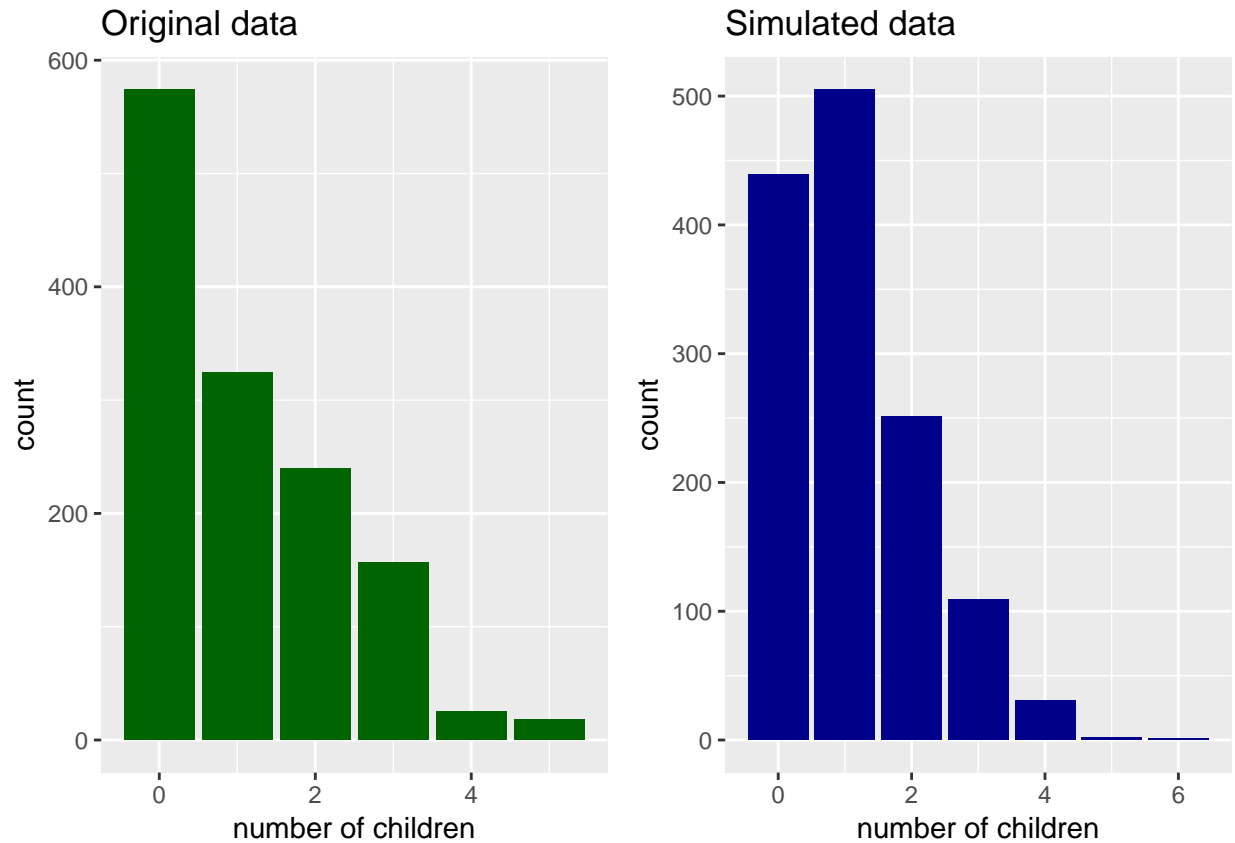 Original data
600
400
200
0
count
0 2 4
number of children
Simulated data
500
400
300
200
100
0
count
0 2 4 6
number of children